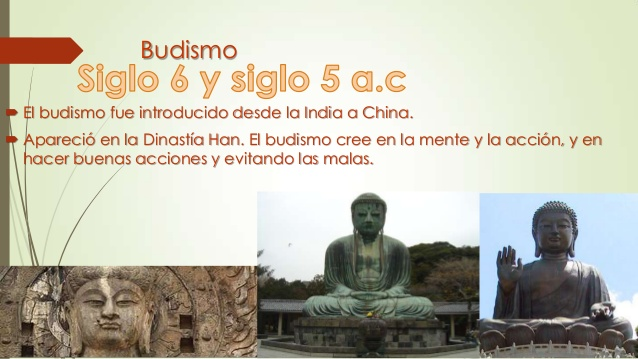 Budismo
Siglo 6 y siglo 5 a.c
El budismo fue introducido desde la India a China.
Apareció en la Dinastía Han. El budismo cree en la mente y la acción, y en
hacer buenas acciones y evitando las malas.